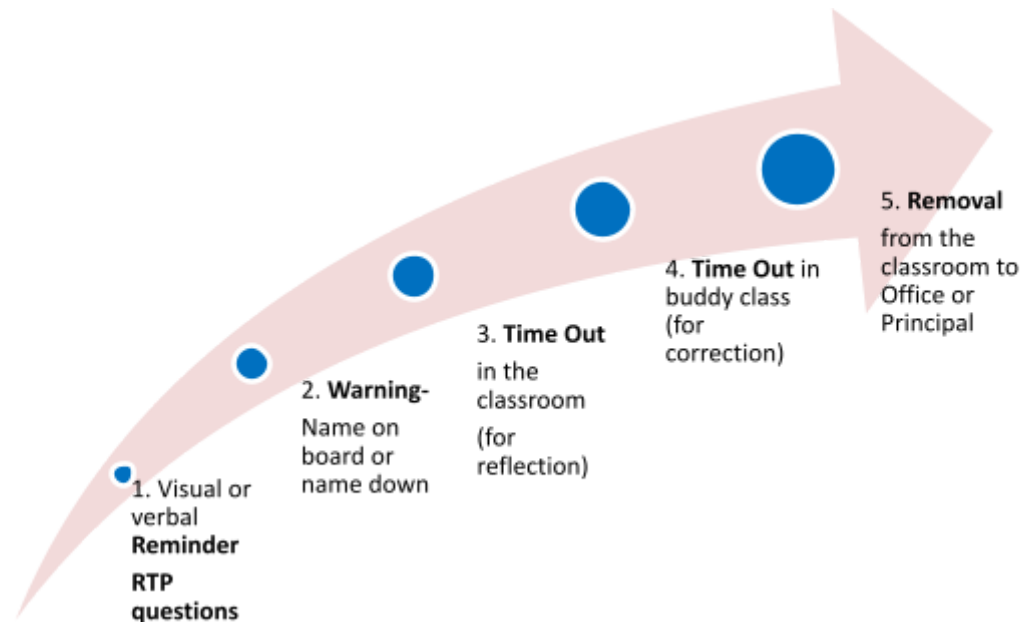 1. Visual or
verbal
Reminder
RTP
questions
2. Warning-
Name on
board or
name down
3. Time Out
in the
classroom
(for
reflection)
4. Time Out in
buddy class
(for
correction)
5. Removal
from the
classroom to
Office or
Principal